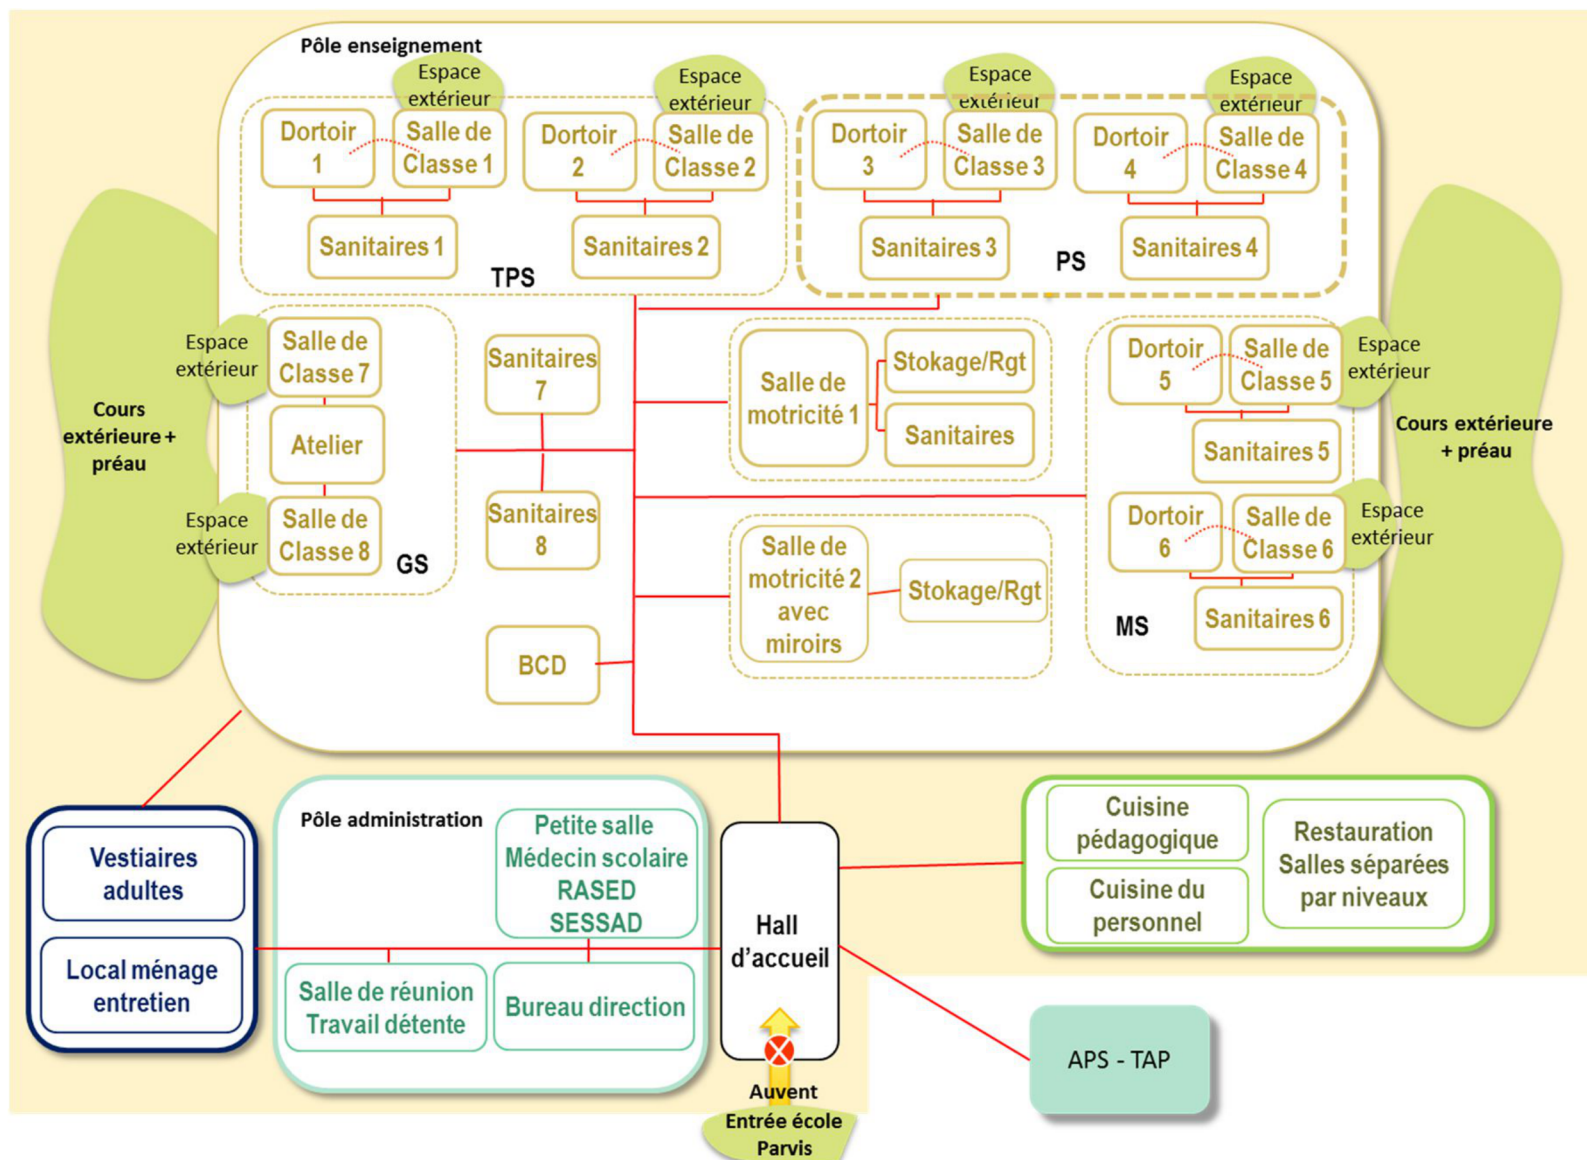 Pôle enseignement
Espace
extérieur
Espace
extérieur
Espace
extérieur
Espace
extérieur
Dortoir
1
Salle de
Classe 1
Dortoir
2
Salle de
Classe 2
Dortoir
3
Salle de
Classe 3
Dortoir
4
Salle de
Classe 4
Sanitaires 1
Sanitaires 2
Sanitaires 3
Sanitaires 4
TPS
PS
Espace
extérieur
Salle de
Classe 7
Sanitaires
7
Salle de
motricité 1
Stokage/Rgt
Sanitaires
Dortoir
5
Salle de
Classe 5
Espace
extérieur
Cours
extérieure +
préau
Atelier
Sanitaires 5
Cours extérieure
+ préau
Espace
extérieur
Salle de
Classe 8
GS
Sanitaires
8
Salle de
motricité 2
avec
miroirs
Stokage/Rgt
Dortoir
6
Salle de
Classe 6
Espace
extérieur
MS
Sanitaires 6
BCD
Vestiaires
adultes
Local ménage
entretien
Pôle administration
Petite salle
Médecin scolaire
RASED
SESSAD
Salle de réunion
Travail détente
Bureau direction
Hall
d'accueil
Cuisine
pédagogique
Cuisine du
personnel
Restauration
Salles séparées
par niveaux
APS - TAP
Auvent
Entrée école
Parvis